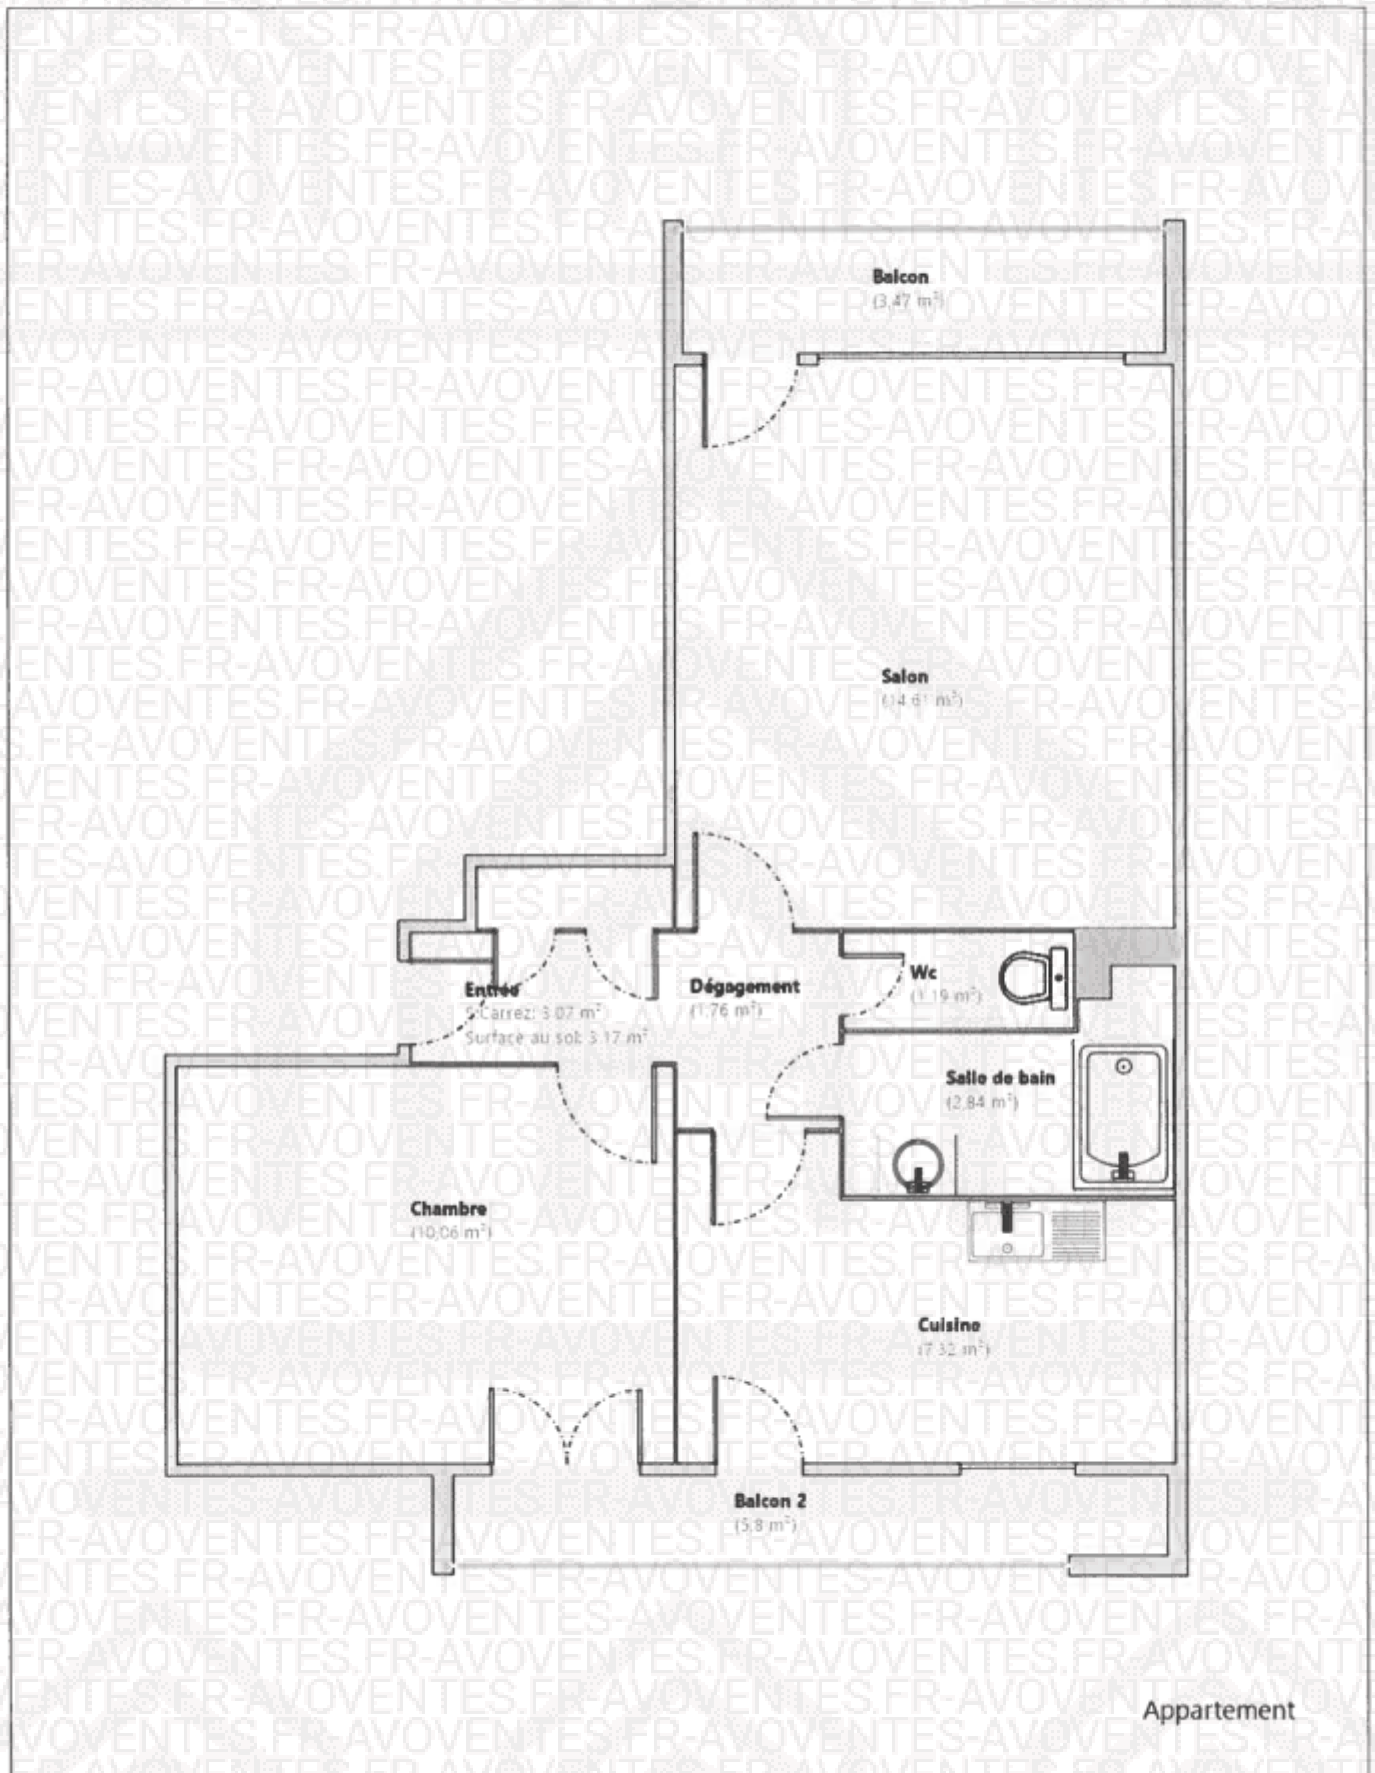 Balcon
(3,47 m²)
Salon
(14.61 m²)
Entrée
S.Carrez: 3.07 m²
Surface au sol: 3.17 m²
Dégagement
(1.76 m²)
Wc
(1.19 m²)
Salle de bain
(2,84 m²)
Chambre
(10,06 m²)
Cuisine
(7.32 m²)
Balcon 2
(5,8 m²)
Appartement